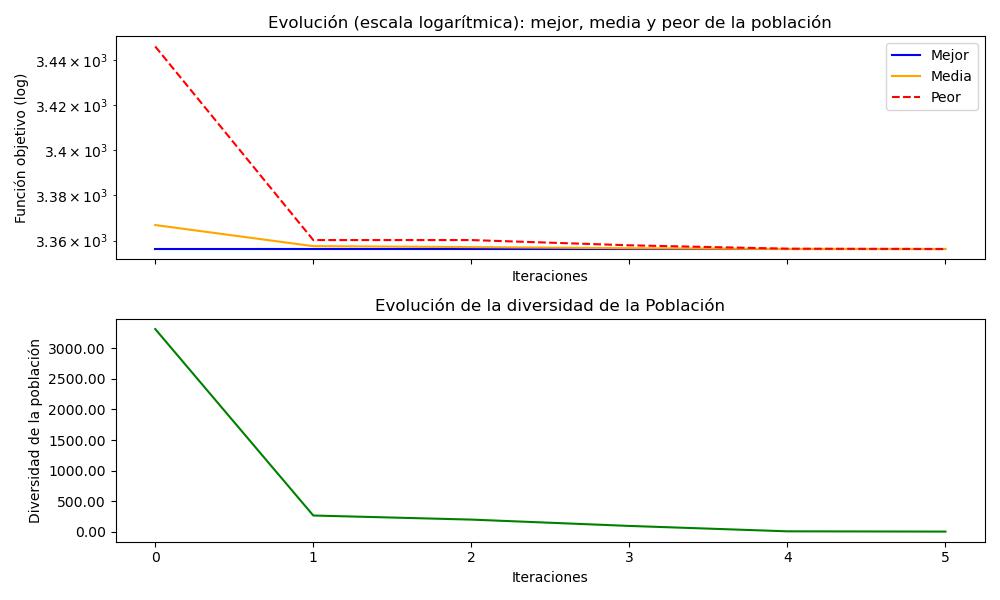 Evolución (escala logarítmica): mejor, media y peor de la población
Función objetivo (log)
3.44 × 10³
3.42 × 10³
3.4 × 10³
3.38 × 10³
3.36 × 10³
Mejor
Media
Peor
Iteraciones
Evolución de la diversidad de la Población
Diversidad de la población
3000.00
2500.00
2000.00
1500.00
1000.00
500.00
0.00
0 1 2 3 4 5
Iteraciones